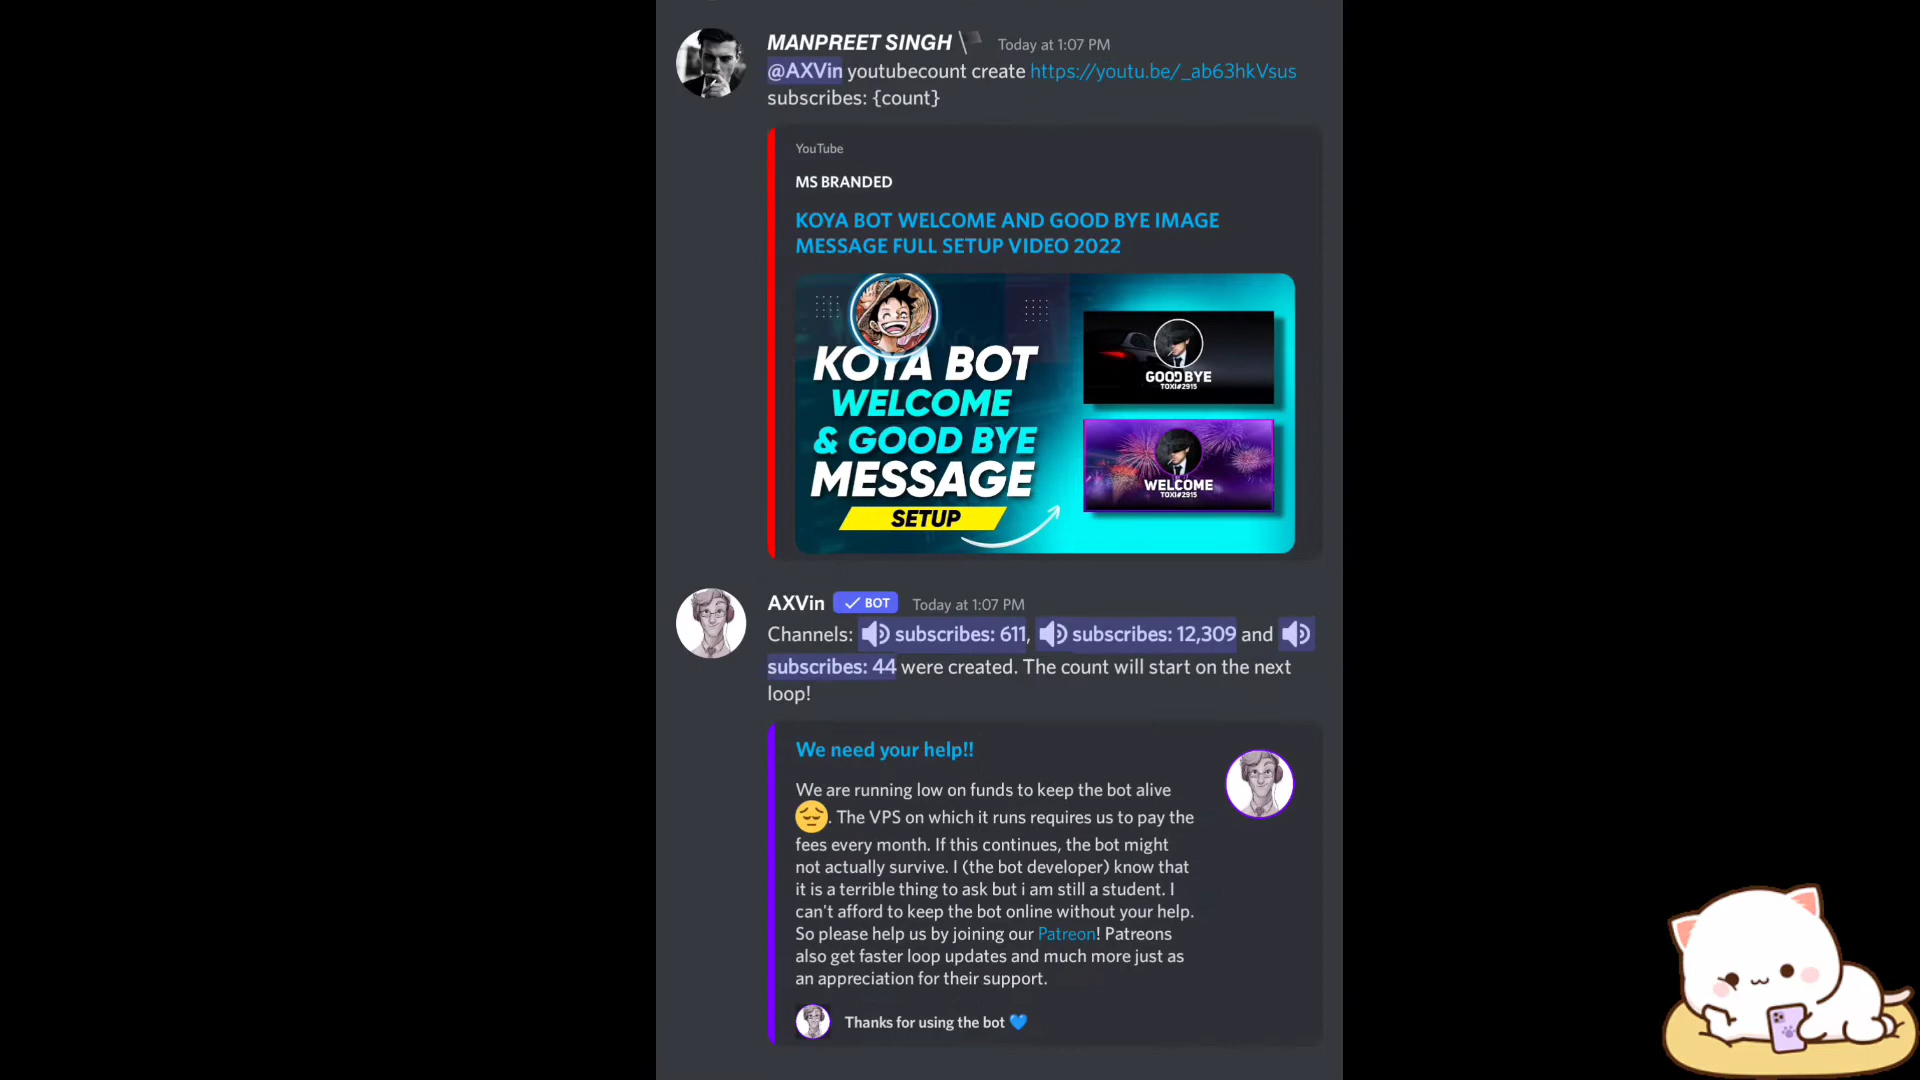 MANPREET SINGH Today at 1:07 PM
@AXVin youtubecount create https://youtu.be/_ab63hkVsus
subscribes: {count}
YouTube
MS BRANDED
KOYA BOT WELCOME AND GOOD BYE IMAGE
MESSAGE FULL SETUP VIDEO 2022
KOYA BOT
WELCOME
& GOOD BYE
MESSAGE
SETUP
GOOD BYE
TOXI#2915
WELCOME
TOXI#2915
AXVin BOT Today at 1:07 PM
Channels: subscribes: 611, subscribes: 12,309 and
subscribes: 44 were created. The count will start on the next
loop!
We need your help!!
We are running low on funds to keep the bot alive
. The VPS on which it runs requires us to pay the
fees every month. If this continues, the bot might
not actually survive. I (the bot developer) know that
it is a terrible thing to ask but i am still a student. I
can't afford to keep the bot online without your help.
So please help us by joining our Patreon! Patreons
also get faster loop updates and much more just as
an appreciation for their support.
Thanks for using the bot 💙